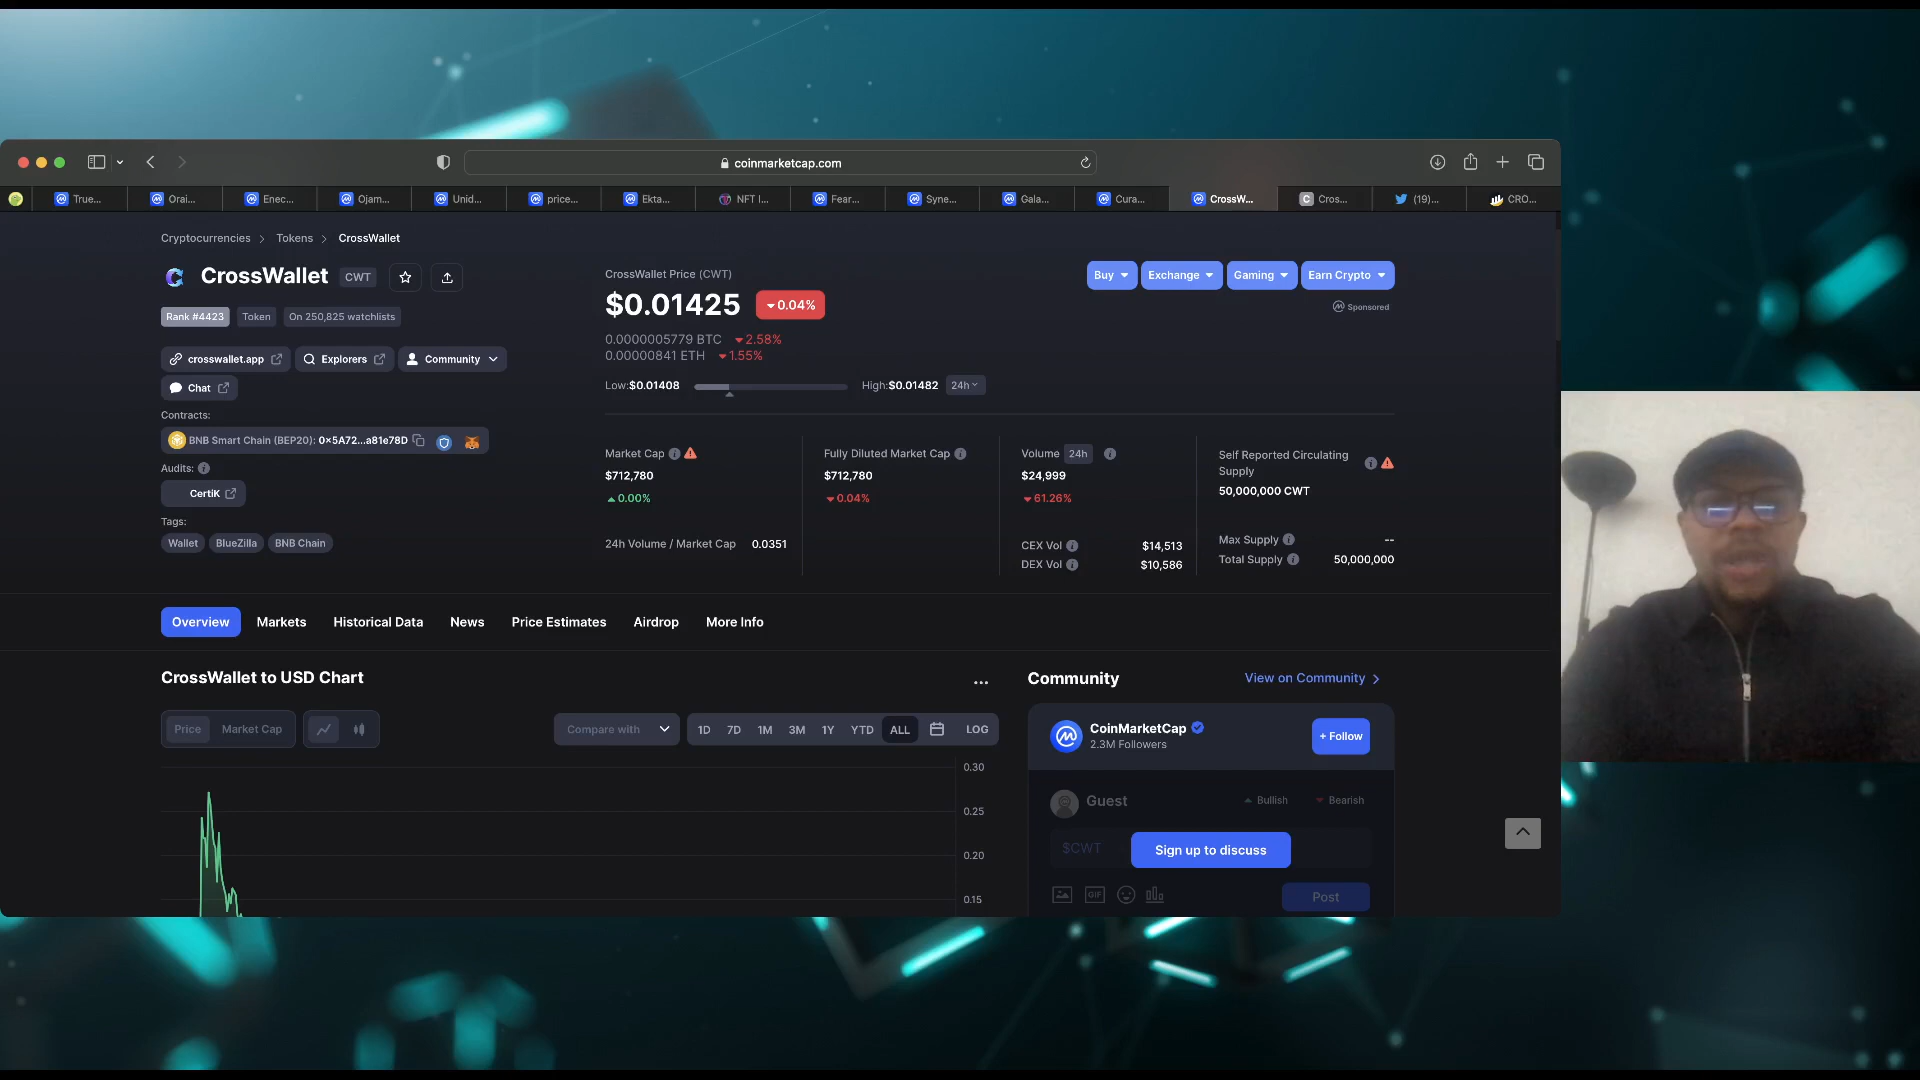 coinmarketcap.com
True...
Orai...
Enec...
Ojam...
Unid...
price...
Ekta...
NFT I...
Fear...
Syne...
Gala...
Cura...
CrossW...
C Cros...
(19)...
CRO...
Cryptocurrencies > Tokens > CrossWallet
CrossWallet CWT
Rank #4423 Token On 250,825 watchlists
crosswallet.app Explorers Community
Chat
Contracts:
BNB Smart Chain (BEP20): 0x5A72...a81e78D
Audits:
CertiK
Tags:
Wallet BlueZilla BNB Chain
CrossWallet Price (CWT)
$0.01425 0.04%
0.0000005779 BTC 2.58%
0.00000841 ETH 1.55%
Low:$0.01408 High:$0.01482 24h
Buy Exchange Gaming Earn Crypto
Sponsored
Market Cap
$712,780
0.00%
24h Volume / Market Cap 0.0351
Fully Diluted Market Cap
$712,780
0.04%
Volume 24h
$24,999
61.26%
CEX Vol $14,513
DEX Vol $10,586
Self Reported Circulating
Supply
50,000,000 CWT
Max Supply --
Total Supply 50,000,000
Overview Markets Historical Data News Price Estimates Airdrop More Info
CrossWallet to USD Chart
...
Price Market Cap
Compare with
1D 7D 1M 3M 1Y YTD ALL LOG
0.30
0.25
0.20
0.15
Community
View on Community >
CoinMarketCap
2.3M Followers
+ Follow
Guest
Bullish Bearish
$CWT
Sign up to discuss
GIF
Post